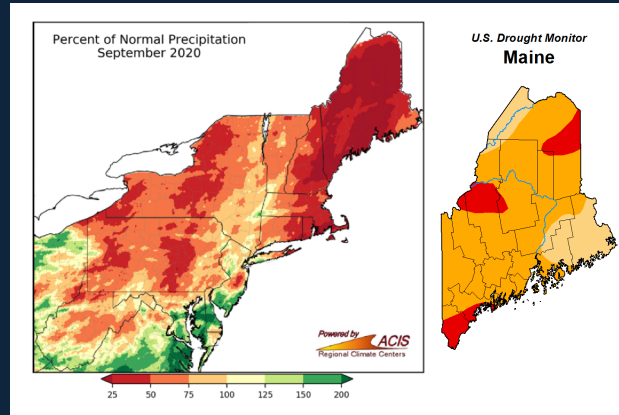 Percent of Normal Precipitation
September 2020
U.S. Drought Monitor
Maine
Powered by
ACIS
Regional Climate Centers
25 50 75 100 125 150 200